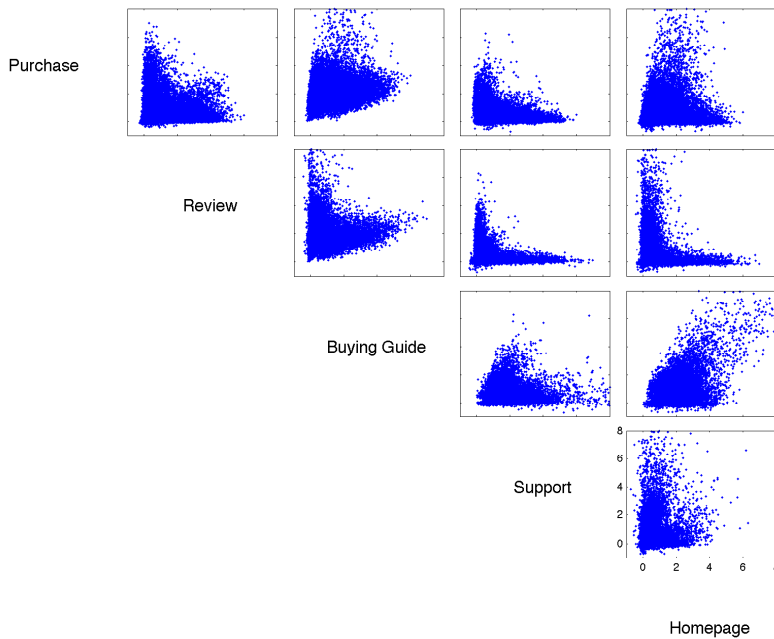 Purchase
Review
Buying Guide
8
6
4
2
0
Support
0 2 4 6
Homepage